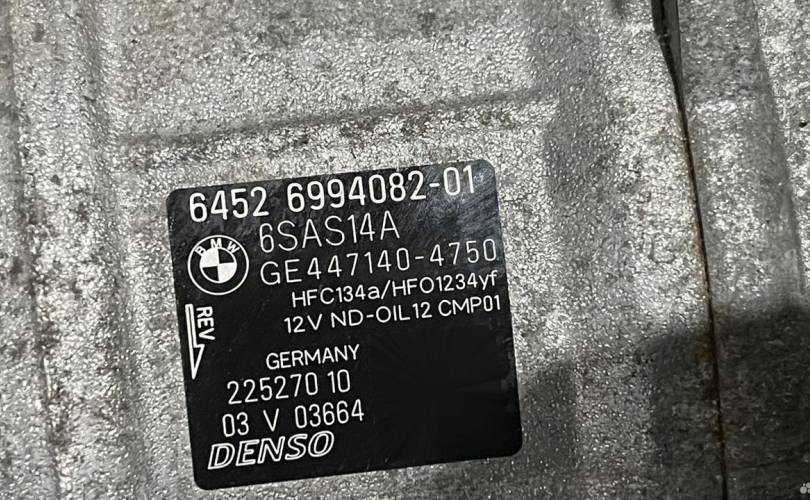 6452 6994082-01
BMW
6SAS14A
GE447140-4750
HFC134a/HFO1234yf
12V ND-OIL12 CMP01
REV
GERMANY
225270 10
03 V 03664
DENSO